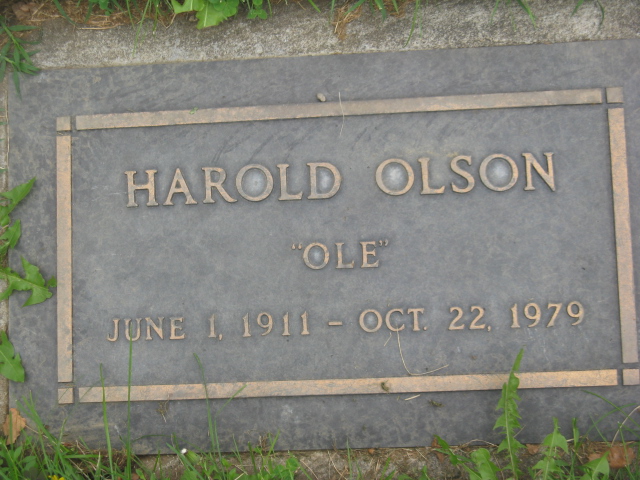 HAROLD OLSON
"OLE"
JUNE 1, 1911 – OCT. 22, 1979